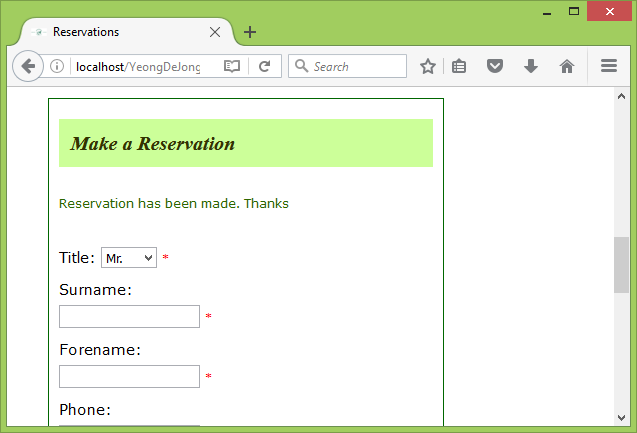 Reservations
localhost/YeongDeJong
Search
Make a Reservation
Reservation has been made. Thanks
Title: Mr. *
Surname:
*
Forename:
*
Phone: